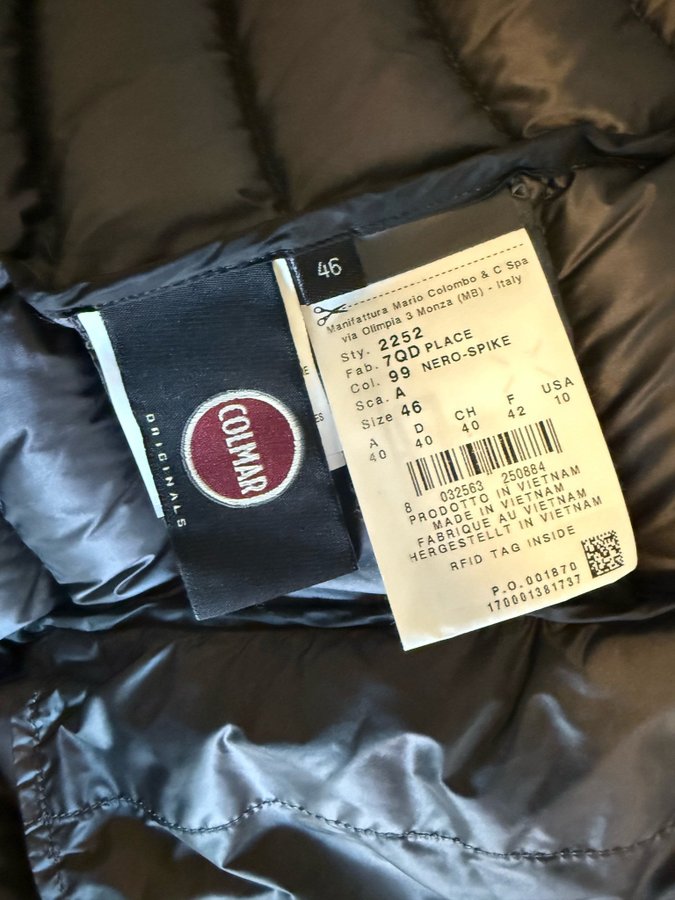 46
Manifattura Mario Colombo & C Spa
via Olimpia 3 Monza (MB) - Italy
Sty. 2252
Fab. 7QD PLACE
Col. 99 NERO-SPIKE
Sca. A
Size 46
A D CH F USA
40 40 40 42 10
8 032563 250884
PRODOTTO IN VIETNAM
MADE IN VIETNAM
FABRIQUE AU VIETNAM
HERGESTELLT IN VIETNAM
RFID TAG INSIDE
P.O.001870
170001381737
COLMAR
ORIGINALS